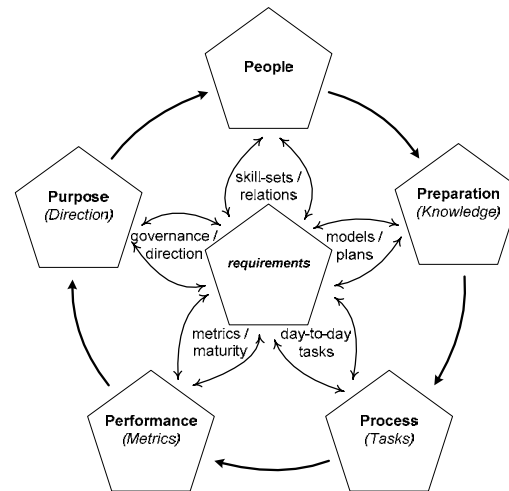 People
skill-sets /
relations
Purpose
(Direction)
Preparation
(Knowledge)
governance /
direction
models /
plans
requirements
metrics /
maturity
day-to-day
tasks
Performance
(Metrics)
Process
(Tasks)